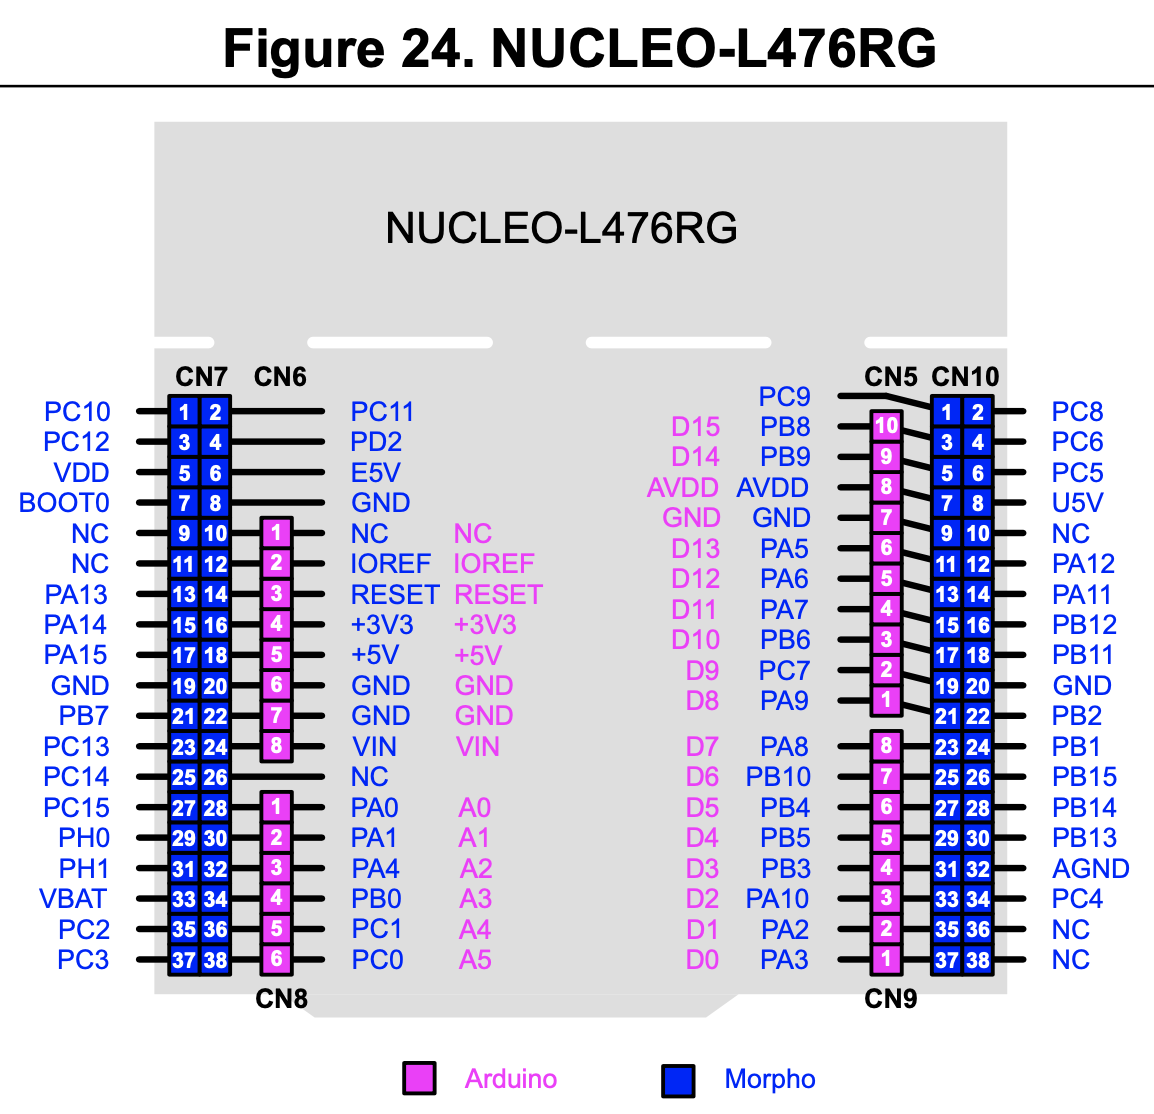 Figure 24. NUCLEO-L476RG
NUCLEO-L476RG
CN7 CN6 CN5 CN10
PC9
PC10 1 2 PC11 1 2 PC8
D15 PB8 10
PC12 3 4 PD2 3 4 PC6
D14 PB9 9
VDD 5 6 E5V 5 6 PC5
AVDD AVDD 8
BOOT0 7 8 GND 7 8 U5V
GND GND 7
NC 9 10 1 NC NC 9 10 NC
D13 PA5 6
NC 11 12 2 IOREF IOREF 11 12 PA12
D12 PA6 5
PA13 13 14 3 RESET RESET 13 14 PA11
D11 PA7 4
PA14 15 16 4 +3V3 +3V3 15 16 PB12
D10 PB6 3
PA15 17 18 5 +5V +5V 17 18 PB11
D9 PC7 2
GND 19 20 6 GND GND 19 20 GND
D8 PA9 1
PB7 21 22 7 GND GND 21 22 PB2
PC13 23 24 8 VIN VIN D7 PA8 8 23 24 PB1
PC14 25 26 NC D6 PB10 7 25 26 PB15
PC15 27 28 1 PA0 A0 D5 PB4 6 27 28 PB14
PH0 29 30 2 PA1 A1 D4 PB5 5 29 30 PB13
PH1 31 32 3 PA4 A2 D3 PB3 4 31 32 AGND
VBAT 33 34 4 PB0 A3 D2 PA10 3 33 34 PC4
PC2 35 36 5 PC1 A4 D1 PA2 2 35 36 NC
PC3 37 38 6 PC0 A5 D0 PA3 1 37 38 NC
CN8 CN9
Arduino Morpho